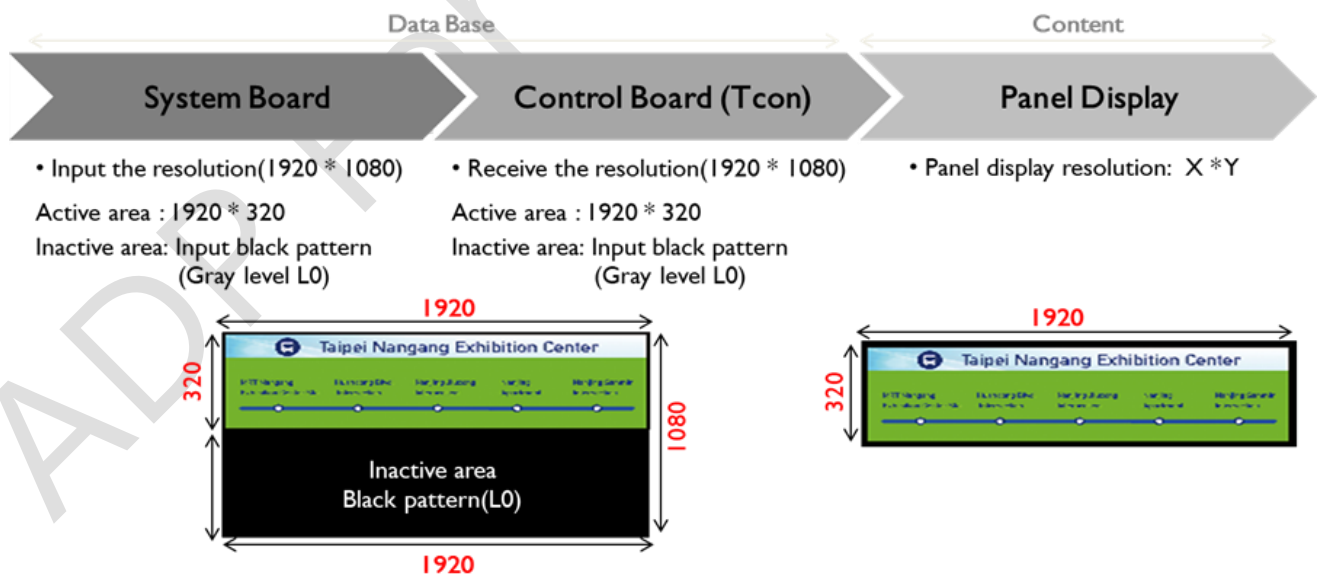 Data Base
Content
System Board
Control Board (Tcon)
Panel Display
• Input the resolution(1920 * 1080)
Active area : 1920 * 320
Inactive area: Input black pattern
(Gray level L0)
• Receive the resolution(1920 * 1080)
Active area : 1920 * 320
Inactive area: Input black pattern
(Gray level L0)
• Panel display resolution: X *Y
1920
320
Taipei Nangang Exhibition Center
1080
Inactive area
Black pattern(L0)
1920
1920
320
Taipei Nangang Exhibition Center
ADP